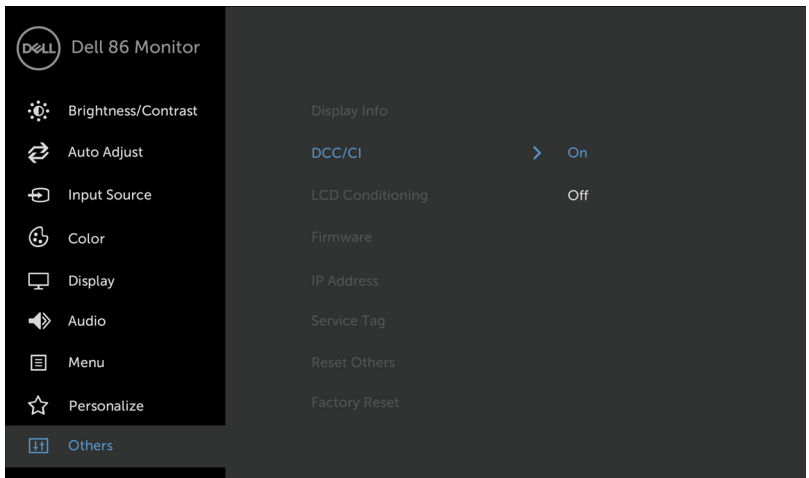 DELL Dell 86 Monitor
Brightness/Contrast
Auto Adjust
Input Source
Color
Display
Audio
Menu
Personalize
Others
Display Info
DCC/CI > On
LCD Conditioning Off
Firmware
IP Address
Service Tag
Reset Others
Factory Reset